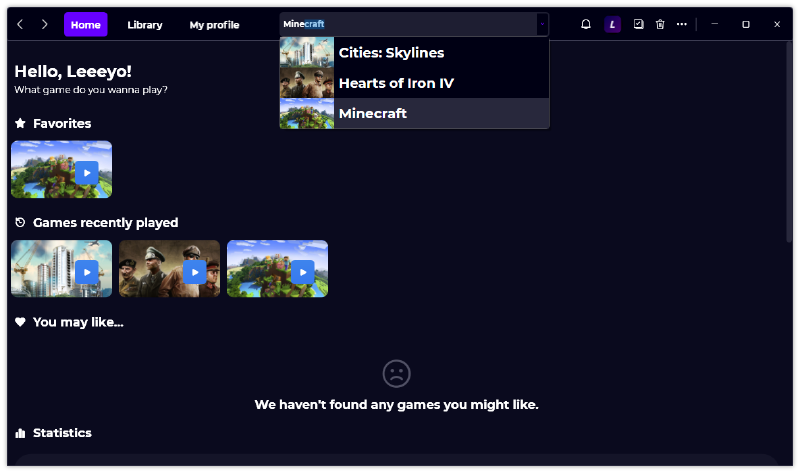 Home Library My profile Minecraft L
Cities: Skylines
Hearts of Iron IV
Minecraft
Hello, Leeeyo!
What game do you wanna play?
Favorites
Games recently played
You may like...
We haven't found any games you might like.
Statistics